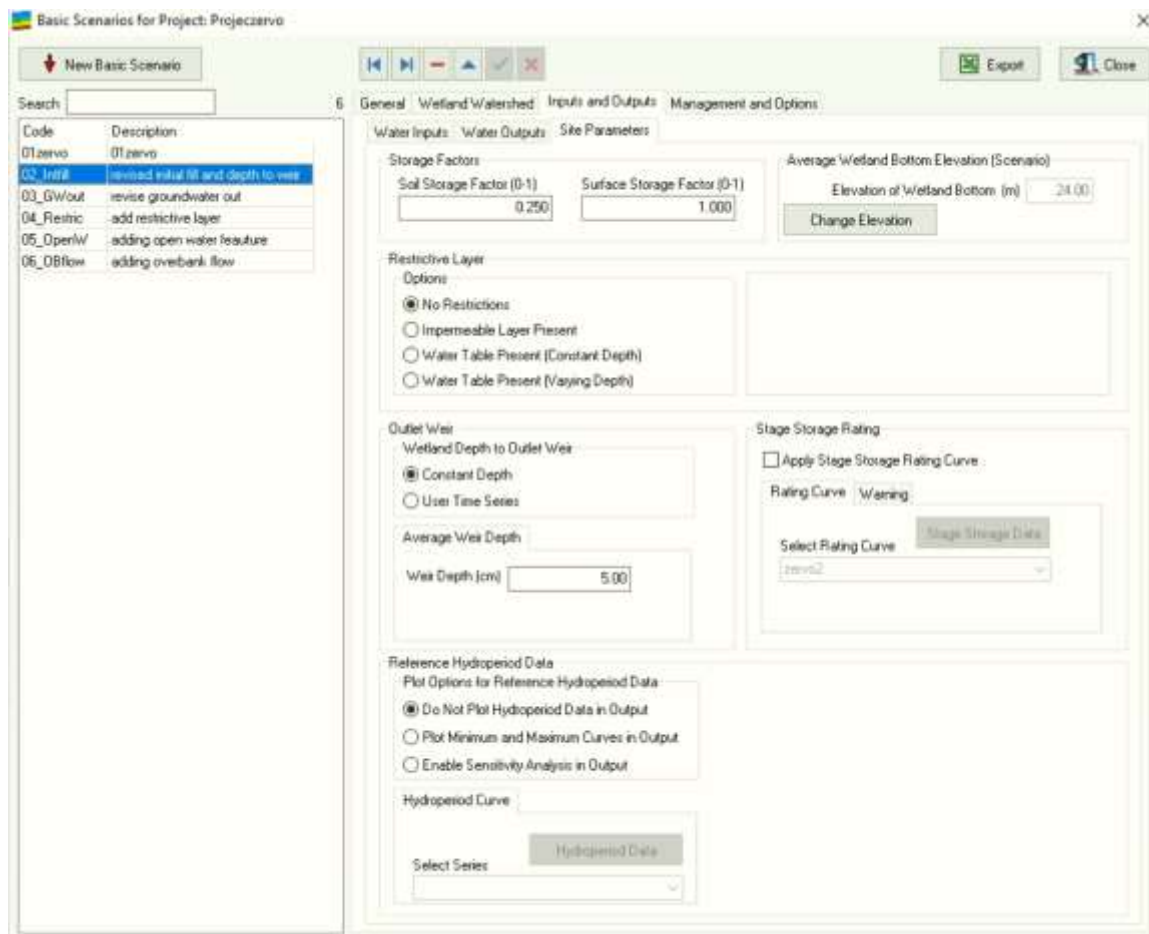 Basic Scenarios for Project: Projeczervo
New Basic Scenario
Export
Close
Search
6
General Wetland Watershed Inputs and Outputs Management and Options
Code Description
01zervo 01zervo
02_Intfill revised initial fill and depth to weir
03_GWout revise groundwater out
04_Restric add restrictive layer
05_OpenW adding open water feauture
06_OBflow adding overbank flow
Water Inputs Water Outputs Site Parameters
Storage Factors
Soil Storage Factor (0-1) Surface Storage Factor (0-1)
0.250 1.000
Average Wetland Bottom Elevation (Scenario)
Elevation of Wetland Bottom (m) 24.00
Change Elevation
Restrictive Layer
Options
No Restrictions
Impermeable Layer Present
Water Table Present (Constant Depth)
Water Table Present (Varying Depth)
Outlet Weir
Wetland Depth to Outlet Weir
Constant Depth
User Time Series
Average Weir Depth
Weir Depth (cm) 5.00
Stage Storage Rating
Apply Stage Storage Rating Curve
Rating Curve Warning
Stage Storage Data
Select Rating Curve
zervo2
Reference Hydroperiod Data
Plot Options for Reference Hydroperiod Data
Do Not Plot Hydroperiod Data in Output
Plot Minimum and Maximum Curves in Output
Enable Sensitivity Analysis in Output
Hydroperiod Curve
Hydroperiod Data
Select Series